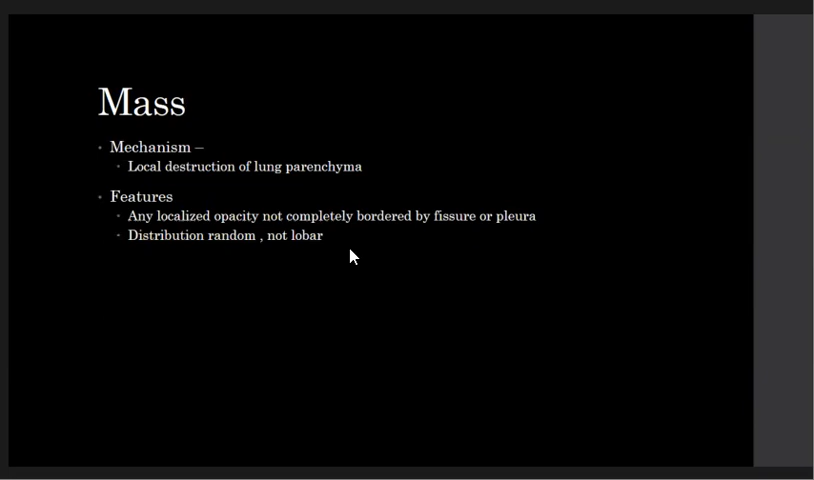 Mass
Mechanism –
Local destruction of lung parenchyma
Features
Any localized opacity not completely bordered by fissure or pleura
Distribution random , not lobar